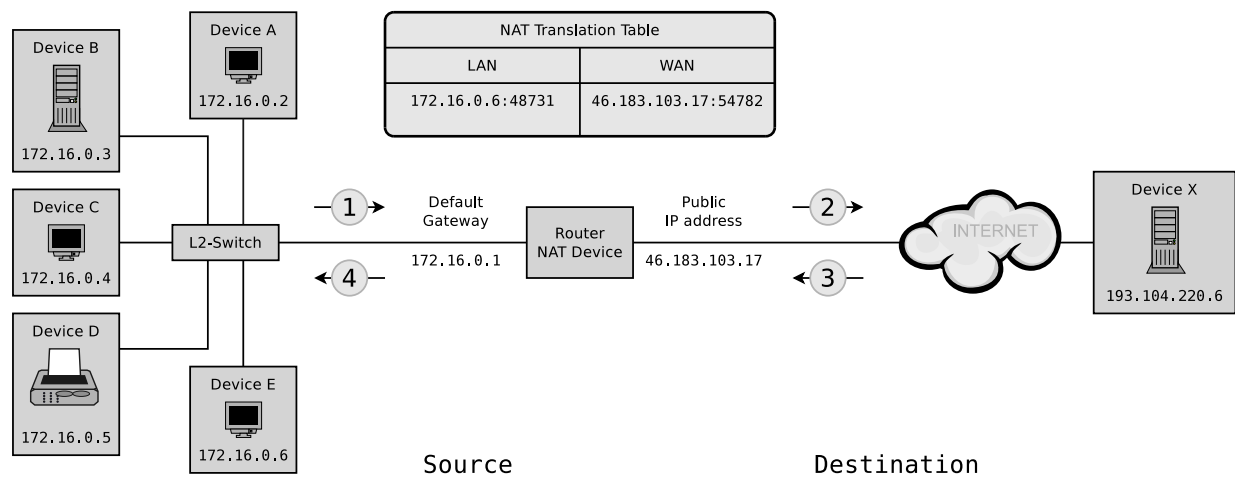 Device A
172.16.0.2
Device B
172.16.0.3
NAT Translation Table
LAN WAN
172.16.0.6:48731 46.183.103.17:54782
Device C
172.16.0.4
L2-Switch
1
4
Default
Gateway
172.16.0.1
Router
NAT Device
Public
IP address
46.183.103.17
2
3
INTERNET
Device X
193.104.220.6
Device D
172.16.0.5
Device E
172.16.0.6
Source Destination